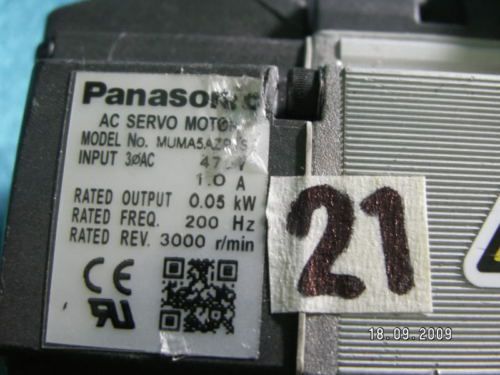 Panasonic
AC SERVO MOTOR
MODEL No.
INPUT 3ØAC
1.0 A
RATED OUTPUT 0.05 kW
RATED FREQ. 200 Hz
RATED REV. 3000 r/min
CE
21
18.09.2009